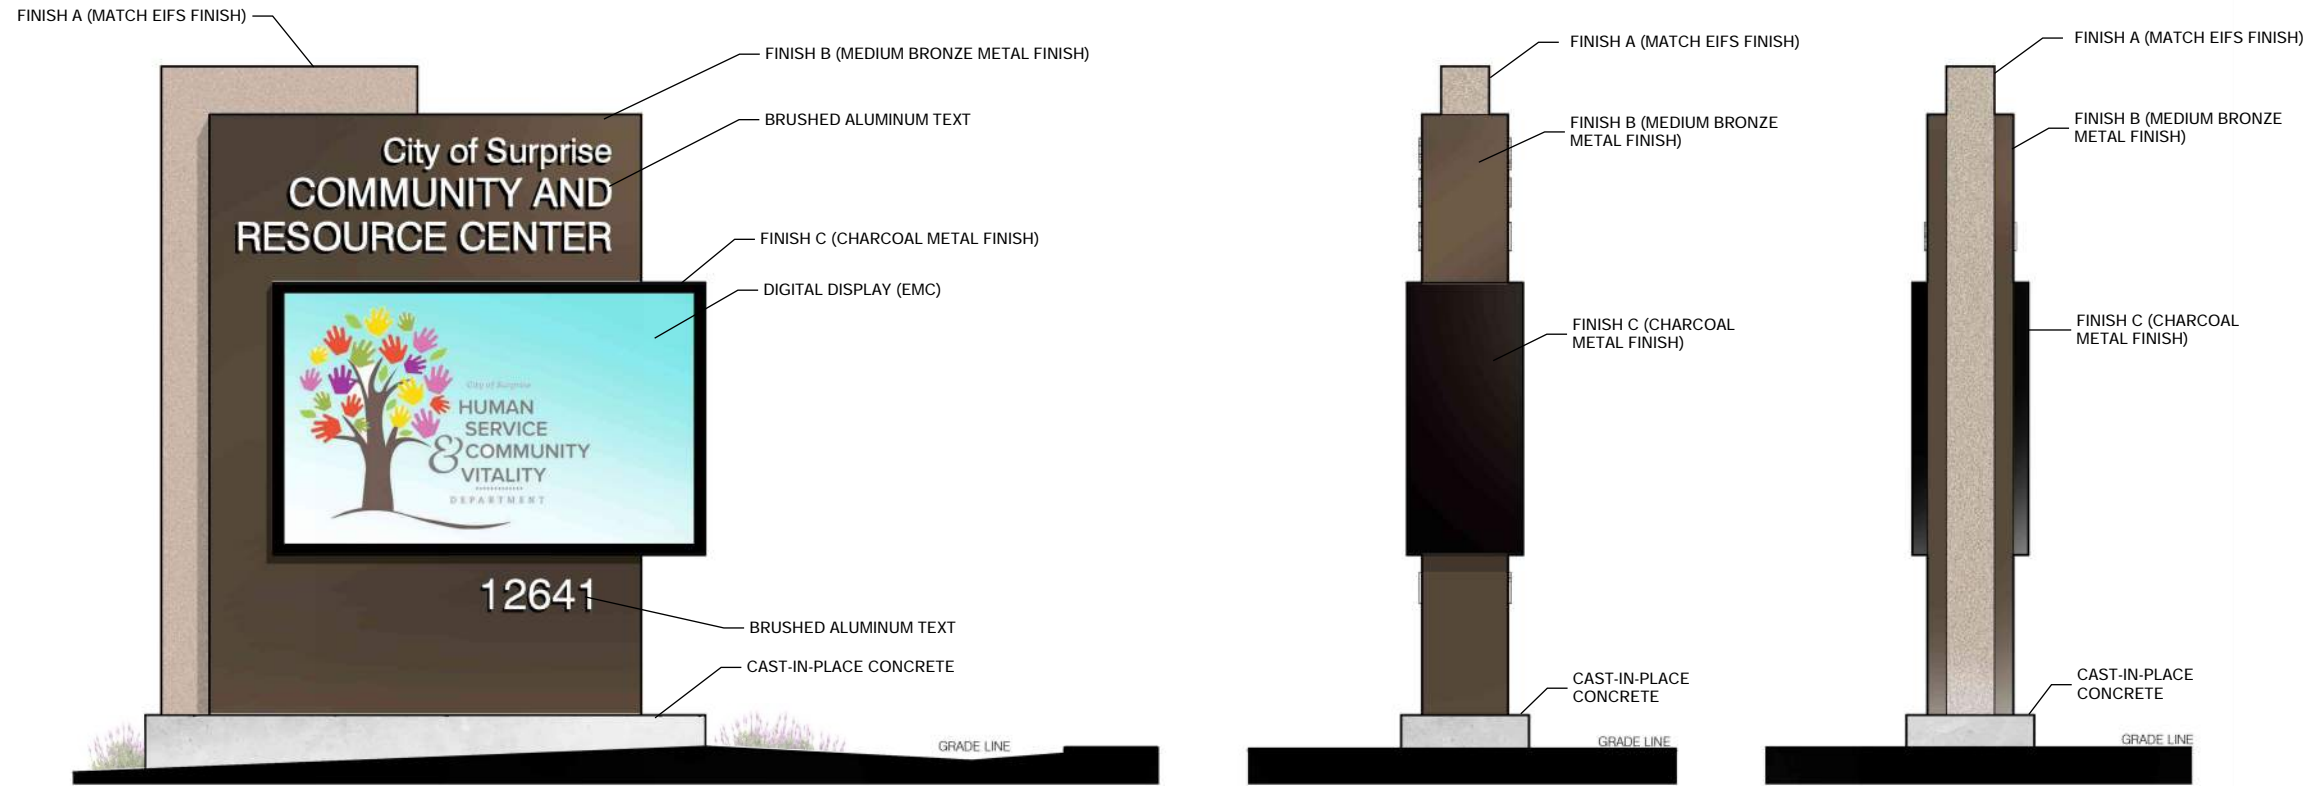 FINISH A (MATCH EIFS FINISH)
FINISH B (MEDIUM BRONZE METAL FINISH)
BRUSHED ALUMINUM TEXT
City of Surprise
COMMUNITY AND
RESOURCE CENTER
FINISH C (CHARCOAL METAL FINISH)
DIGITAL DISPLAY (EMC)
City of Surprise
HUMAN
SERVICE
& COMMUNITY
VITALITY
DEPARTMENT
12641
BRUSHED ALUMINUM TEXT
CAST-IN-PLACE CONCRETE
GRADE LINE
FINISH A (MATCH EIFS FINISH)
FINISH B (MEDIUM BRONZE
METAL FINISH)
FINISH C (CHARCOAL
METAL FINISH)
CAST-IN-PLACE
CONCRETE
GRADE LINE
FINISH A (MATCH EIFS FINISH)
FINISH B (MEDIUM BRONZE
METAL FINISH)
FINISH C (CHARCOAL
METAL FINISH)
CAST-IN-PLACE
CONCRETE
GRADE LINE